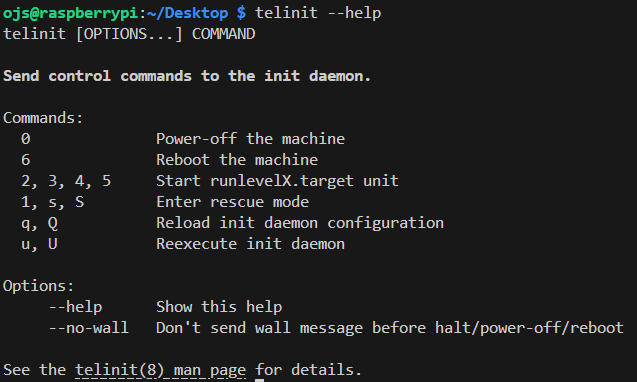 ojs@raspberrypi:~/Desktop $ telinit --help
telinit [OPTIONS...] COMMAND
Send control commands to the init daemon.
Commands:
0 Power-off the machine
6 Reboot the machine
2, 3, 4, 5 Start runlevelX.target unit
1, s, S Enter rescue mode
q, Q Reload init daemon configuration
u, U Reexecute init daemon
Options:
--help Show this help
--no-wall Don't send wall message before halt/power-off/reboot
See the telinit(8) man page for details.